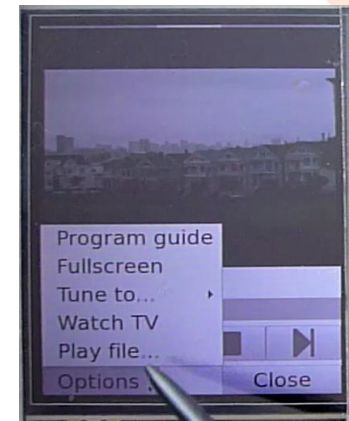 Program guide
Fullscreen
Tune to...
Watch TV
Play file...
Options
Close